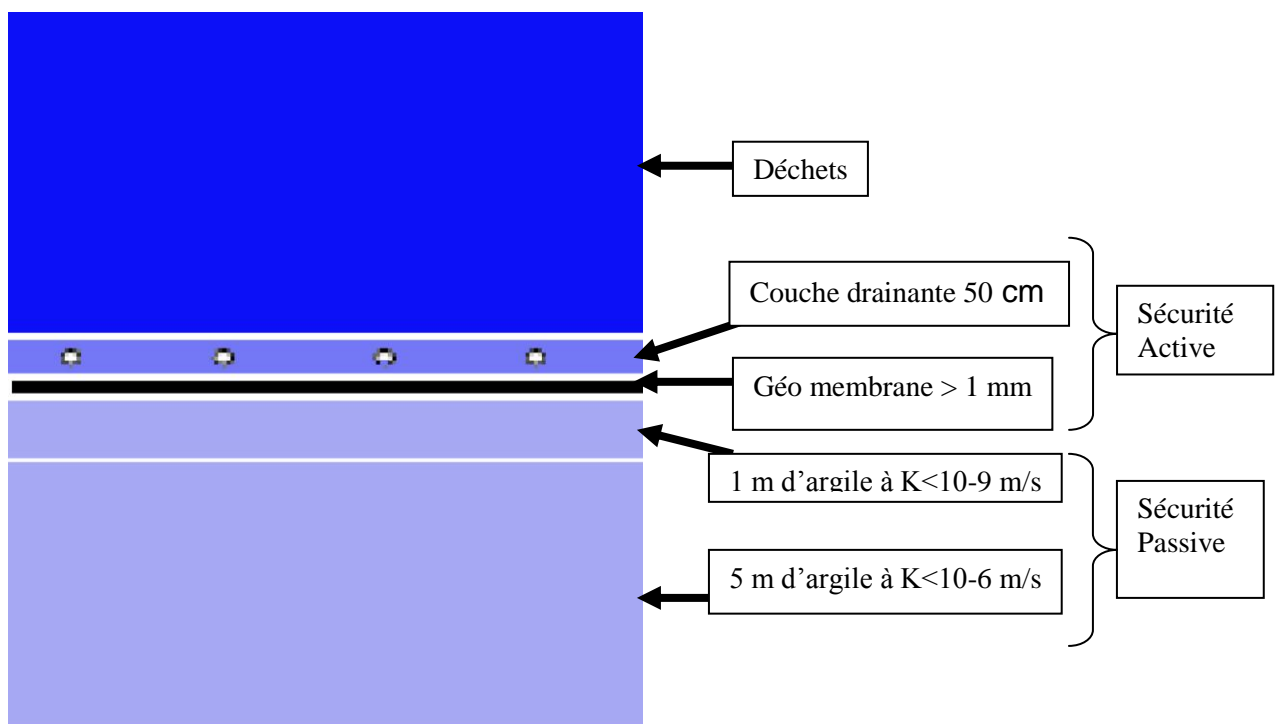 Déchets
Couche drainante 50 cm
Sécurité
Active
Géo membrane > 1 mm
1 m d’argile à K<10-9 m/s
Sécurité
Passive
5 m d’argile à K<10-6 m/s